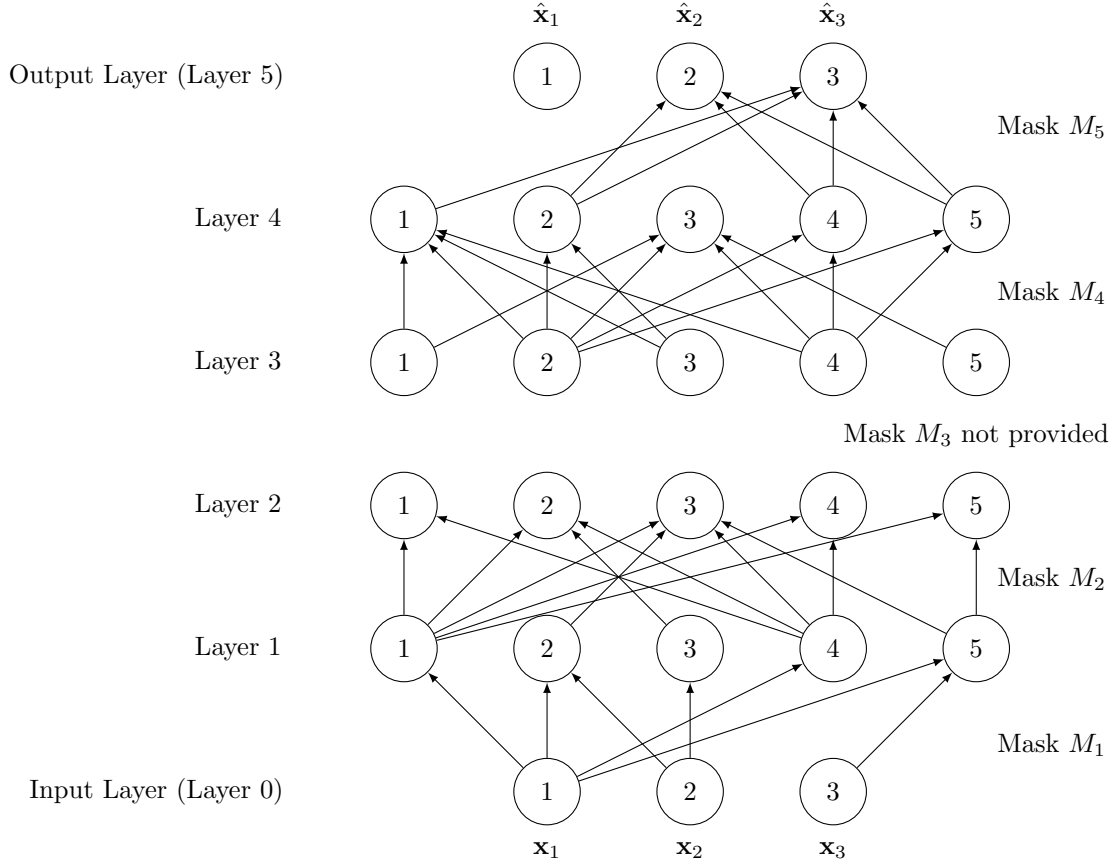 x̂₁ x̂₂ x̂₃
Output Layer (Layer 5) 1 2 3
Mask M₅
Layer 4 1 2 3 4 5
Mask M₄
Layer 3 1 2 3 4 5
Mask M₃ not provided
Layer 2 1 2 3 4 5
Mask M₂
Layer 1 1 2 3 4 5
Mask M₁
Input Layer (Layer 0) 1 2 3
x₁ x₂ x₃